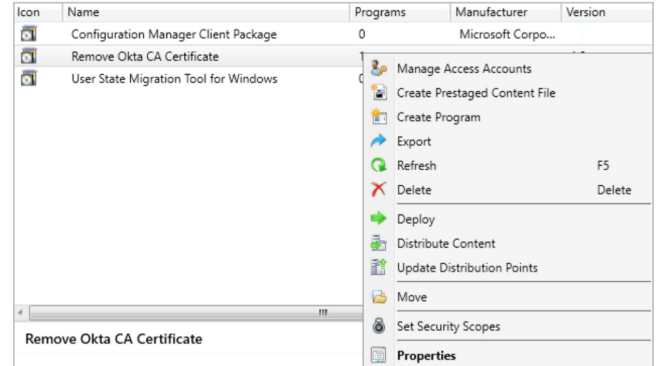 Icon Name Programs Manufacturer Version
Configuration Manager Client Package 0 Microsoft Corpo...
Remove Okta CA Certificate
User State Migration Tool for Windows
Manage Access Accounts
Create Prestaged Content File
Create Program
Export
Refresh F5
Delete Delete
Deploy
Distribute Content
Update Distribution Points
Move
Set Security Scopes
Remove Okta CA Certificate
Properties